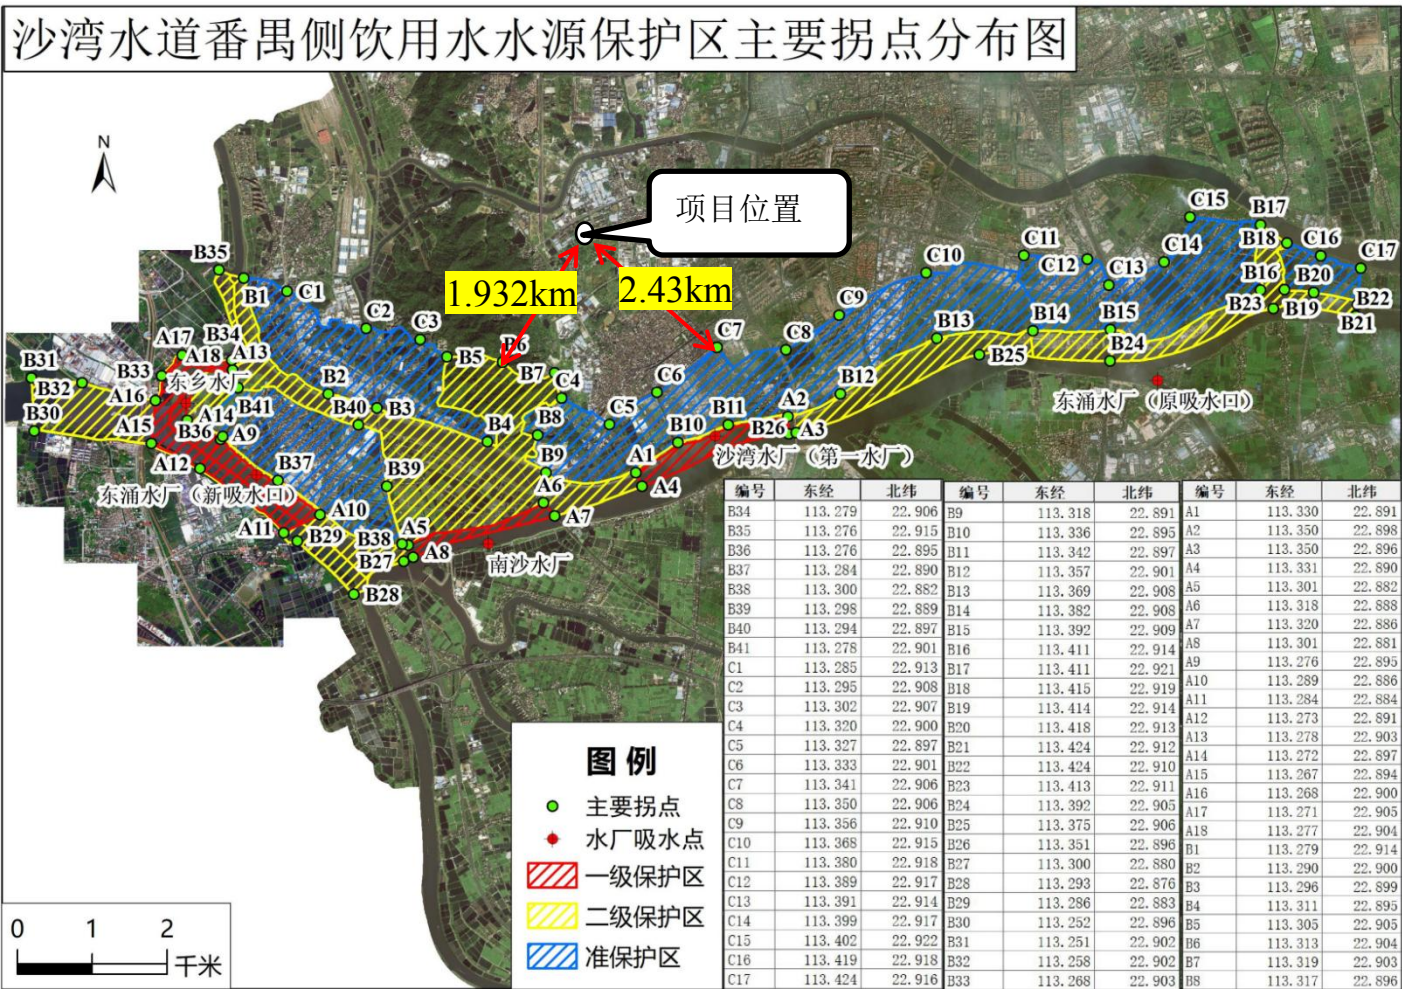 沙湾水道番禺侧饮用水水源保护区主要拐点分布图
N
项目位置
1.932km
2.43km
C15
B17
B18
C16
C17
C11
C14
C10
C12
C13
B16
B20
B35
B1
C1
C9
B23
B19
B22
B21
C2
C3
C7
C8
B13
B14
B15
B25
B24
A17
B34
A18
A13
B5
B6
B7
B31
B32
B33
东乡水厂
B2
C4
C6
B12
东涌水厂（原吸水口）
A16
B41
B40
B3
A2
B30
A14
B4
B8
C5
B11
A15
B36
A9
B10
B26
A3
A12
B37
B39
B9
A1
沙湾水厂（第一水厂）
东涌水厂（新吸水口）
A6
A4
A10
A7
A11
B29
B38
A5
B27
A8
南沙水厂
B28
编号 东经 北纬
B34 113.279 22.906
B35 113.276 22.915
B36 113.276 22.895
B37 113.284 22.890
B38 113.300 22.882
B39 113.298 22.889
B40 113.294 22.897
B41 113.278 22.901
C1 113.285 22.913
C2 113.295 22.908
C3 113.302 22.907
C4 113.320 22.900
C5 113.327 22.897
C6 113.333 22.901
C7 113.341 22.906
C8 113.350 22.906
C9 113.356 22.910
C10 113.368 22.915
C11 113.380 22.918
C12 113.389 22.917
C13 113.391 22.914
C14 113.399 22.917
C15 113.402 22.922
C16 113.419 22.918
C17 113.424 22.916
编号 东经 北纬
B9 113.318 22.891
B10 113.336 22.895
B11 113.342 22.897
B12 113.357 22.901
B13 113.369 22.908
B14 113.382 22.908
B15 113.392 22.909
B16 113.411 22.914
B17 113.411 22.921
B18 113.415 22.919
B19 113.414 22.914
B20 113.418 22.913
B21 113.424 22.912
B22 113.424 22.910
B23 113.413 22.911
B24 113.392 22.905
B25 113.375 22.906
B26 113.351 22.896
B27 113.300 22.880
B28 113.293 22.876
B29 113.286 22.883
B30 113.252 22.896
B31 113.251 22.902
B32 113.258 22.902
B33 113.268 22.903
编号 东经 北纬
A1 113.330 22.891
A2 113.350 22.898
A3 113.350 22.896
A4 113.331 22.890
A5 113.301 22.882
A6 113.318 22.888
A7 113.320 22.886
A8 113.301 22.881
A9 113.276 22.895
A10 113.289 22.886
A11 113.284 22.884
A12 113.273 22.891
A13 113.278 22.903
A14 113.272 22.897
A15 113.267 22.894
A16 113.268 22.900
A17 113.271 22.905
A18 113.277 22.904
B1 113.279 22.914
B2 113.290 22.900
B3 113.296 22.899
B4 113.311 22.895
B5 113.305 22.905
B6 113.313 22.904
B7 113.319 22.903
B8 113.317 22.896
图 例
主要拐点
水厂吸水点
一级保护区
二级保护区
准保护区
0 1 2
千米